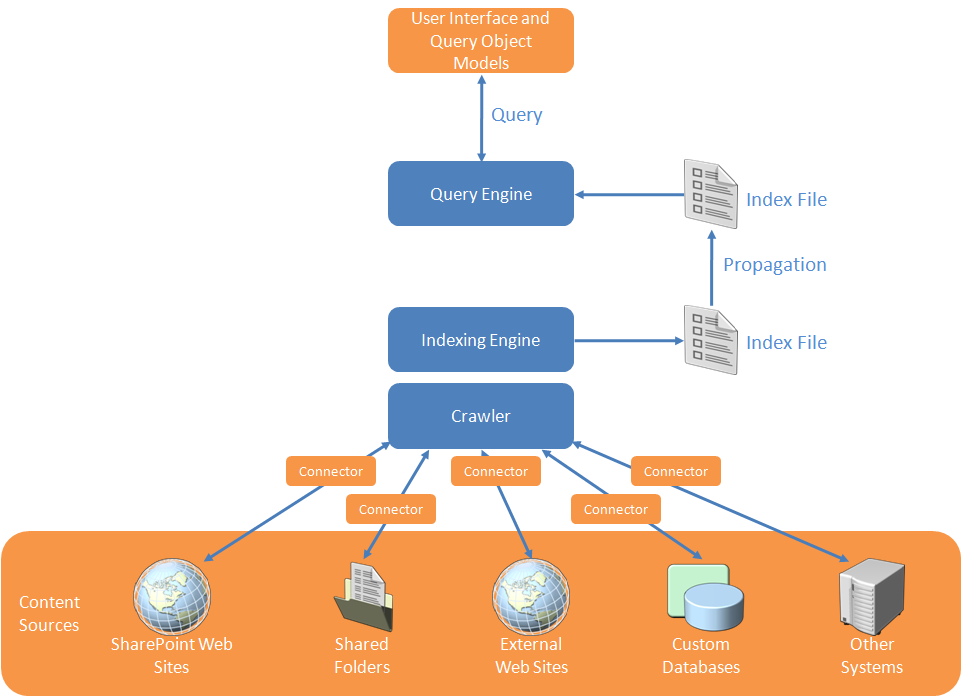 User Interface and
Query Object
Models
Query
Query Engine
Index File
Propagation
Indexing Engine
Index File
Crawler
Connector
Connector
Connector
Connector
Connector
Content
Sources
SharePoint Web
Sites
Shared
Folders
External
Web Sites
Custom
Databases
Other
Systems